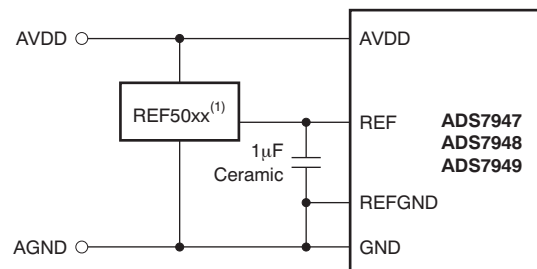 AVDD
AVDD
REF50xx(1)
REF
ADS7947
ADS7948
ADS7949
1μF
Ceramic
REFGND
AGND
GND